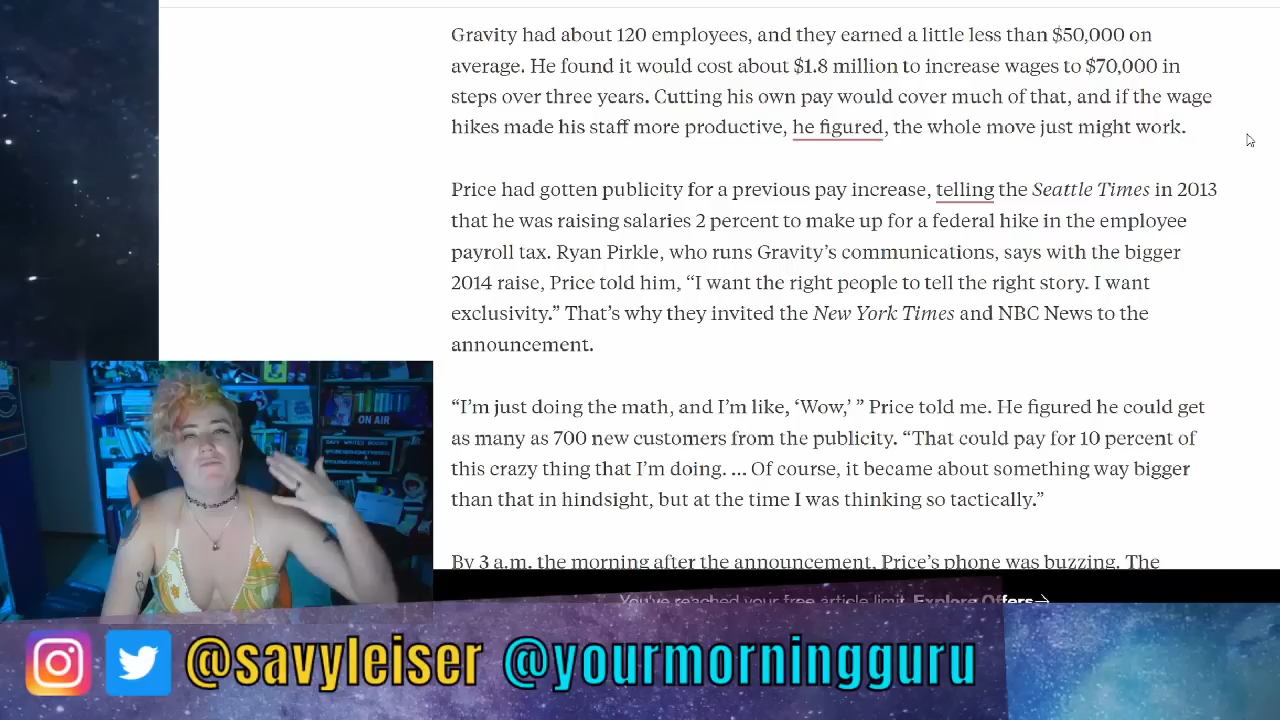 Gravity had about 120 employees, and they earned a little less than $50,000 on
average. He found it would cost about $1.8 million to increase wages to $70,000 in
steps over three years. Cutting his own pay would cover much of that, and if the wage
hikes made his staff more productive, he figured, the whole move just might work.
Price had gotten publicity for a previous pay increase, telling the Seattle Times in 2013
that he was raising salaries 2 percent to make up for a federal hike in the employee
payroll tax. Ryan Pirkle, who runs Gravity’s communications, says with the bigger
2014 raise, Price told him, “I want the right people to tell the right story. I want
exclusivity.” That’s why they invited the New York Times and NBC News to the
announcement.
“I’m just doing the math, and I’m like, ‘Wow,’ ” Price told me. He figured he could get
as many as 700 new customers from the publicity. “That could pay for 10 percent of
this crazy thing that I’m doing. … Of course, it became about something way bigger
than that in hindsight, but at the time I was thinking so tactically.”
By 3 a.m. the morning after the announcement, Price’s phone was buzzing. The
You’ve reached your free article limit. Explore Offers→
ON AIR
SAVY WRITES BOOKS
@savyleiser @yourmorningguru